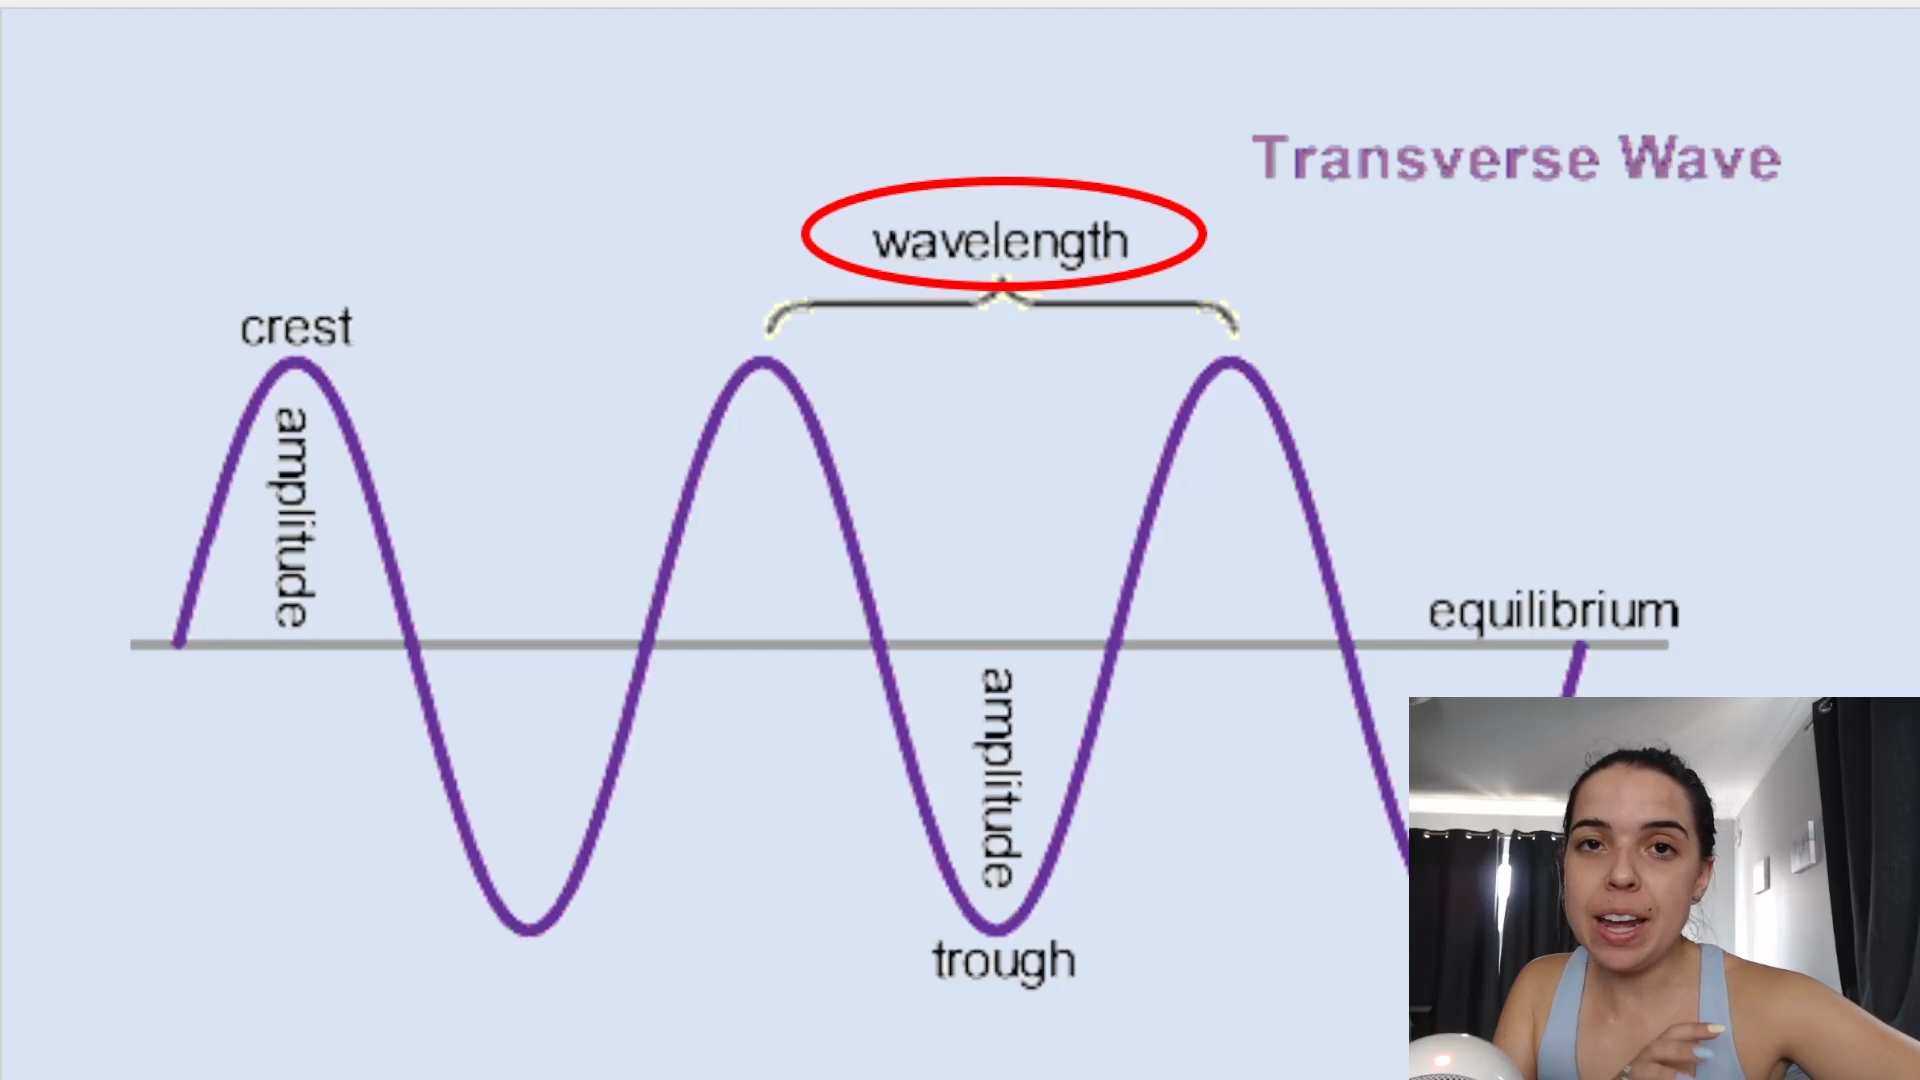 Transverse Wave
wavelength
crest
amplitude
equilibrium
amplitude
trough